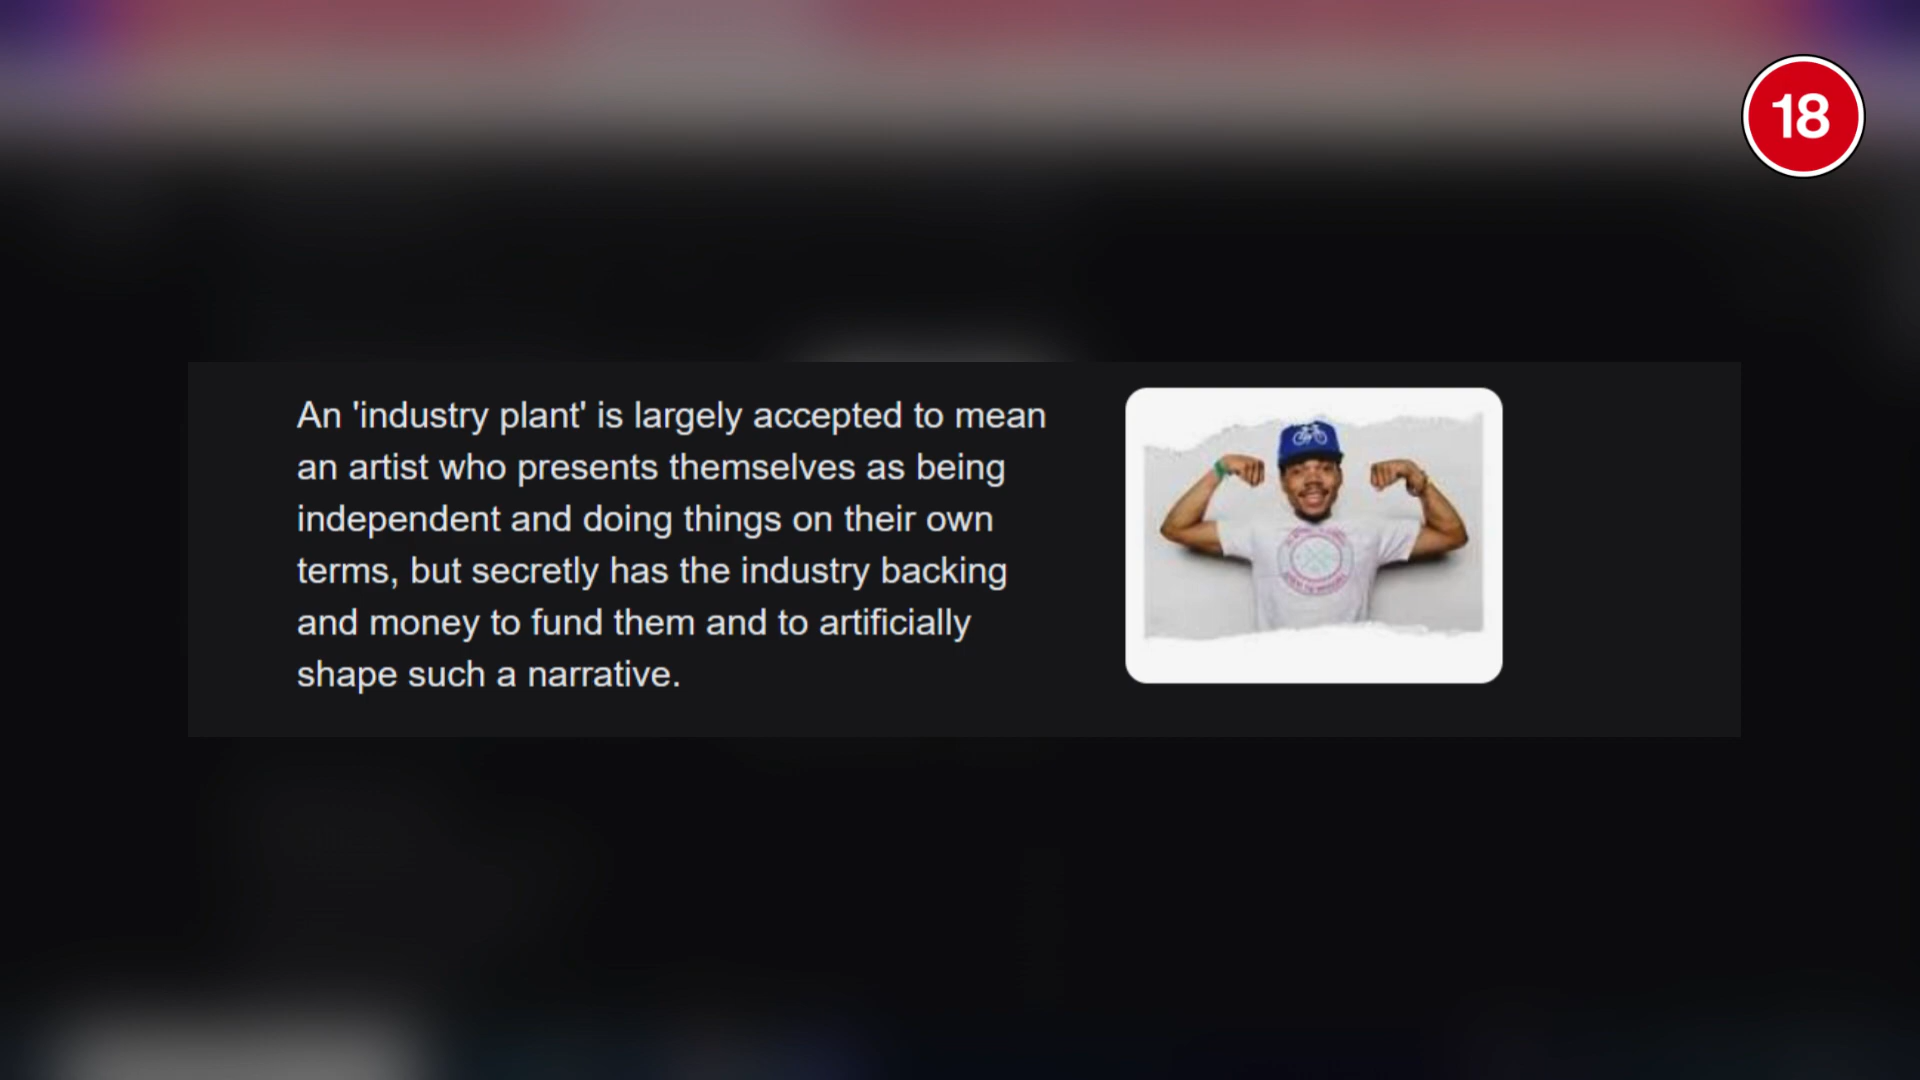 18
An 'industry plant' is largely accepted to mean
an artist who presents themselves as being
independent and doing things on their own
terms, but secretly has the industry backing
and money to fund them and to artificially
shape such a narrative.